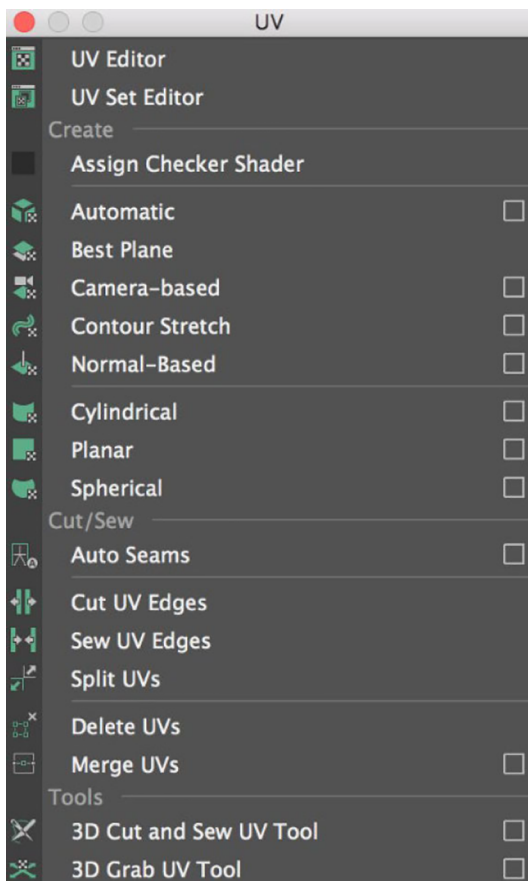 UV
UV Editor
UV Set Editor
Create
Assign Checker Shader
Automatic
Best Plane
Camera-based
Contour Stretch
Normal-Based
Cylindrical
Planar
Spherical
Cut/Sew
Auto Seams
Cut UV Edges
Sew UV Edges
Split UVs
Delete UVs
Merge UVs
Tools
3D Cut and Sew UV Tool
3D Grab UV Tool